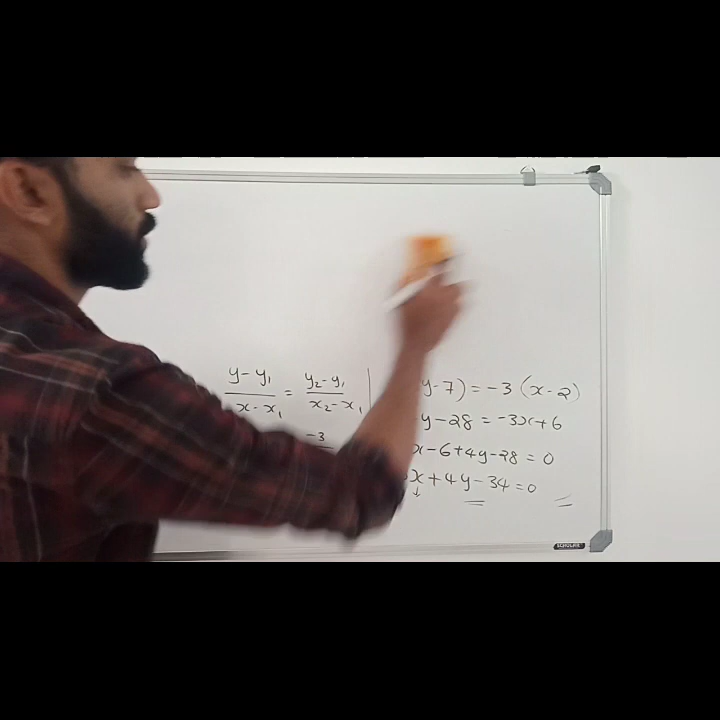 y-y₁ / x-x₁ = y₂-y₁ / x₂-x₁
-3
y-7) = -3 (x-2)
y-28 = -3x+6
x-6+4y-28 = 0
x+4y-34=0
SCHOLAR